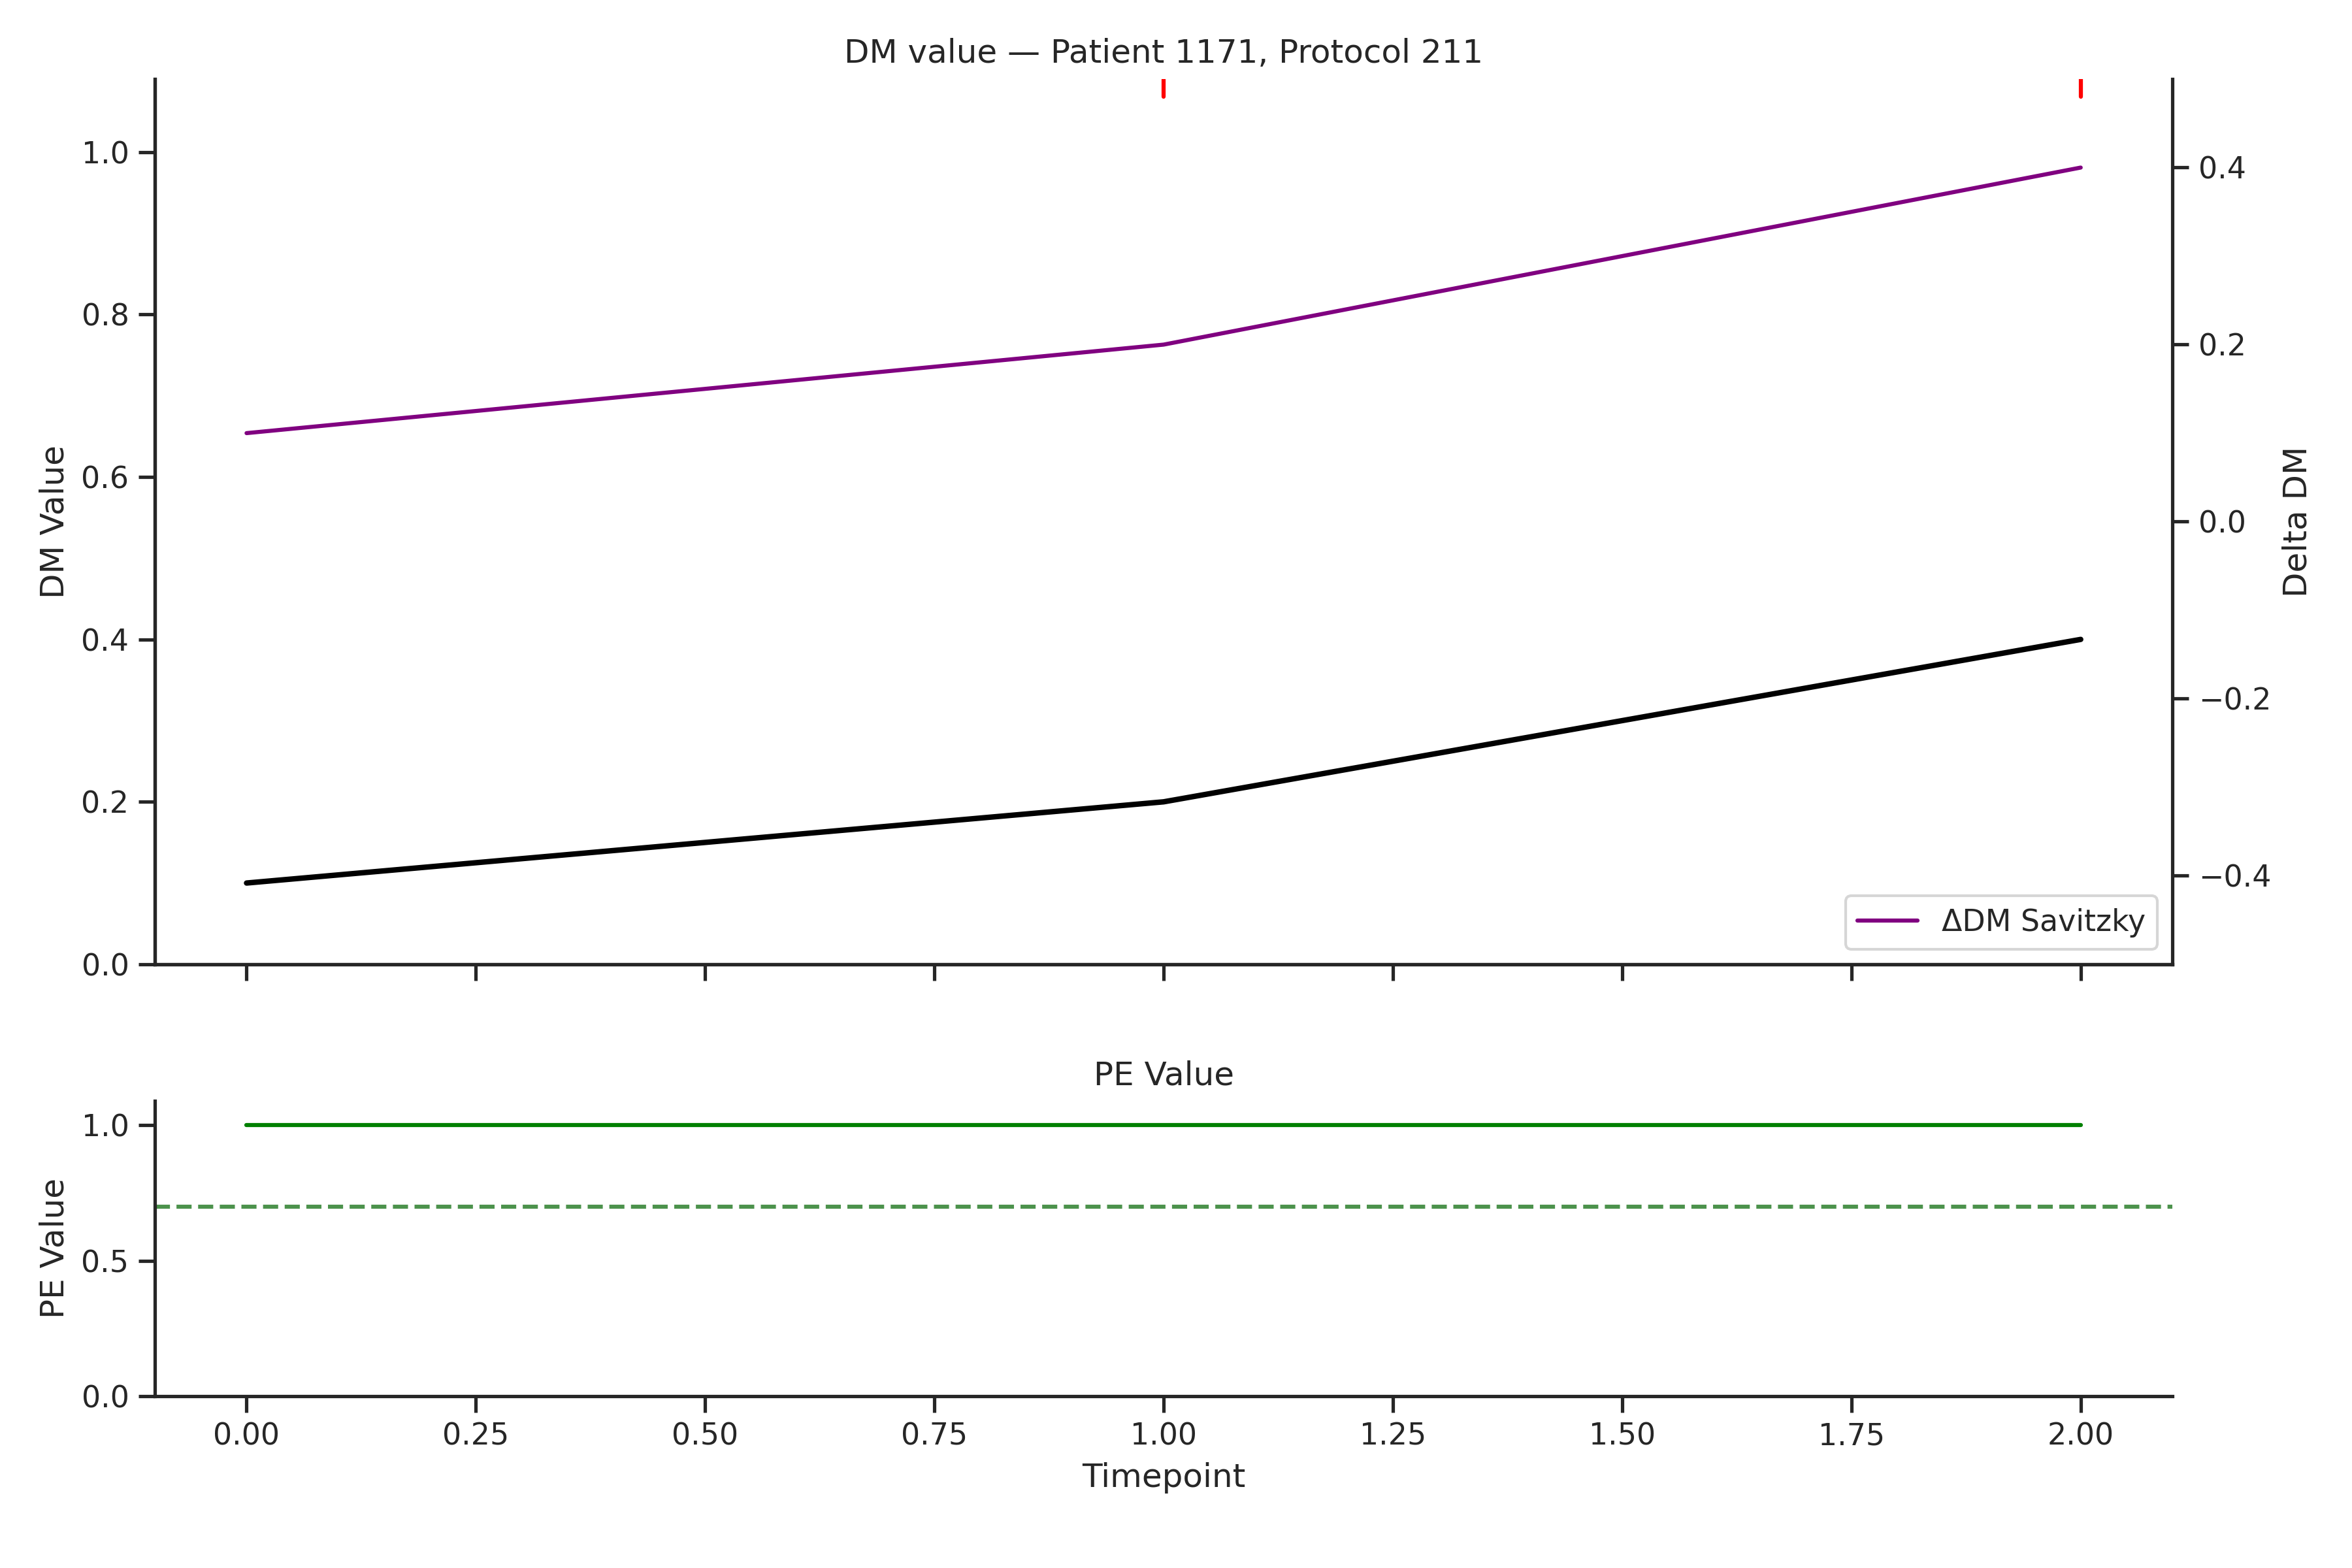 DM value — Patient 1171, Protocol 211
1.0
0.8
0.6
0.4
0.2
0.0
DM Value
0.4
0.2
0.0
−0.2
−0.4
Delta DM
ΔDM Savitzky
PE Value
1.0
0.5
0.0
PE Value
0.00 0.25 0.50 0.75 1.00 1.25 1.50 1.75 2.00
Timepoint